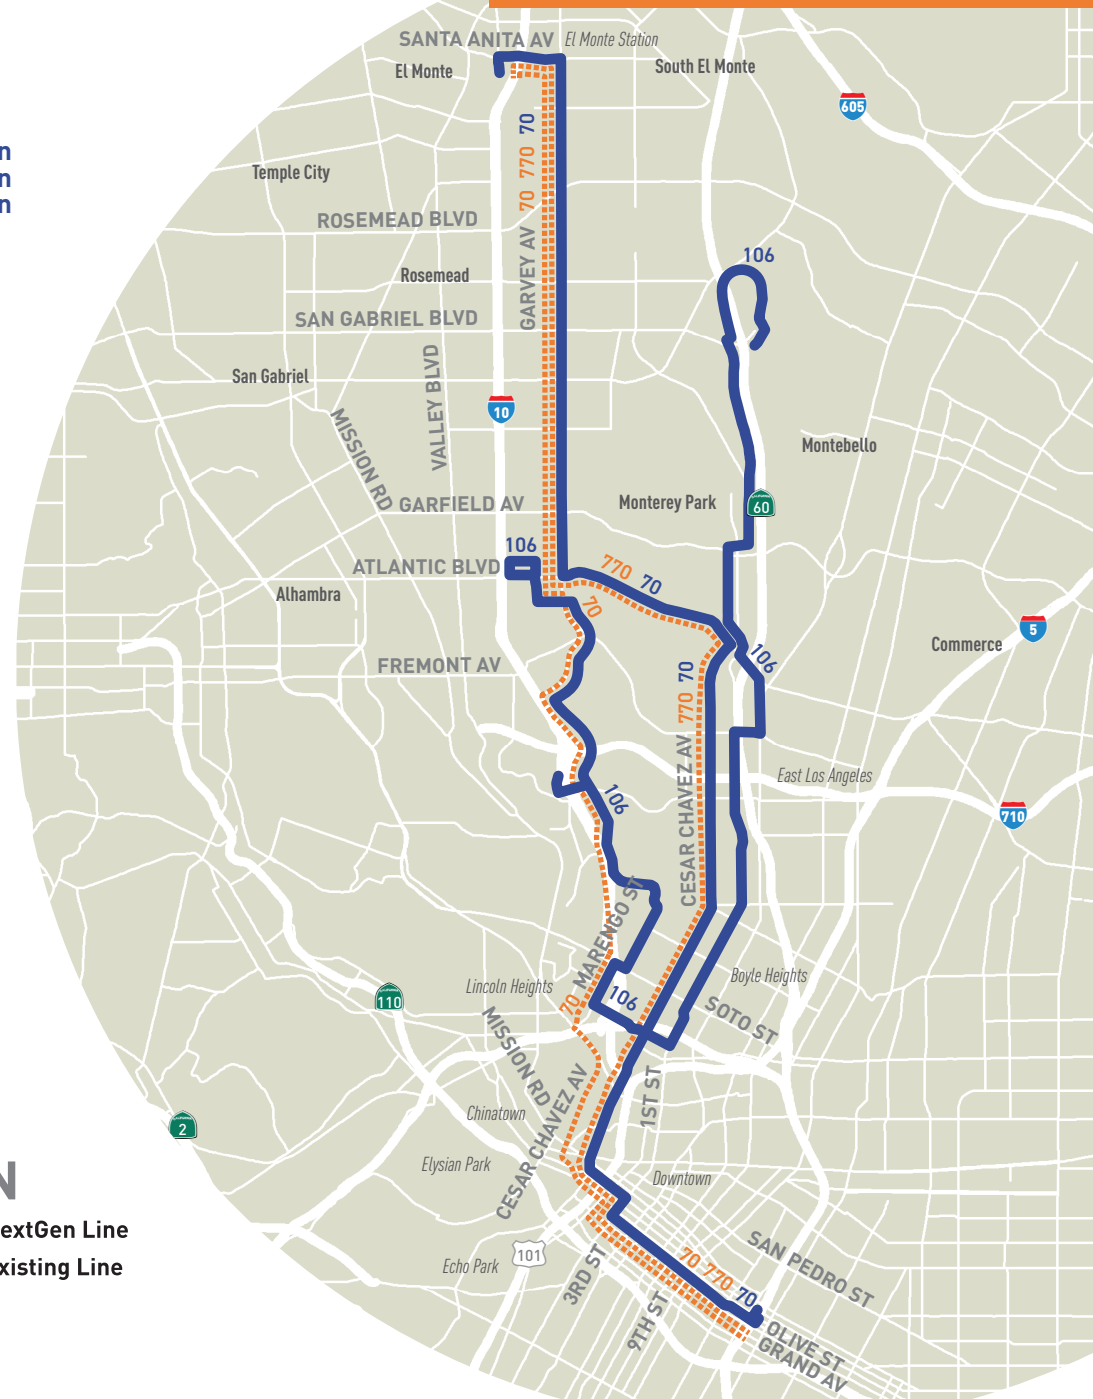 SANTA ANITA AV
El Monte Station
El Monte
South El Monte
605
70 770 70
n
n
n
Temple City
ROSEMEAD BLVD
GARVEY AV
106
Rosemead
SAN GABRIEL BLVD
VALLEY BLVD
San Gabriel
10
MISSION RD
Montebello
GARFIELD AV
Monterey Park
60
106
ATLANTIC BLVD
770 70
70
Alhambra
5
Commerce
FREMONT AV
106
770 70
CESAR CHAVEZ AV
East Los Angeles
106
710
MARENGO ST
Lincoln Heights
Boyle Heights
110
70
106
SOTO ST
MISSION RD
1ST ST
Chinatown
CESAR CHAVEZ AV
2
Elysian Park
Downtown
N
extGen Line
xisting Line
101
Echo Park
3RD ST
70 770 70
SAN PEDRO ST
9TH ST
OLIVE ST
GRAND AV